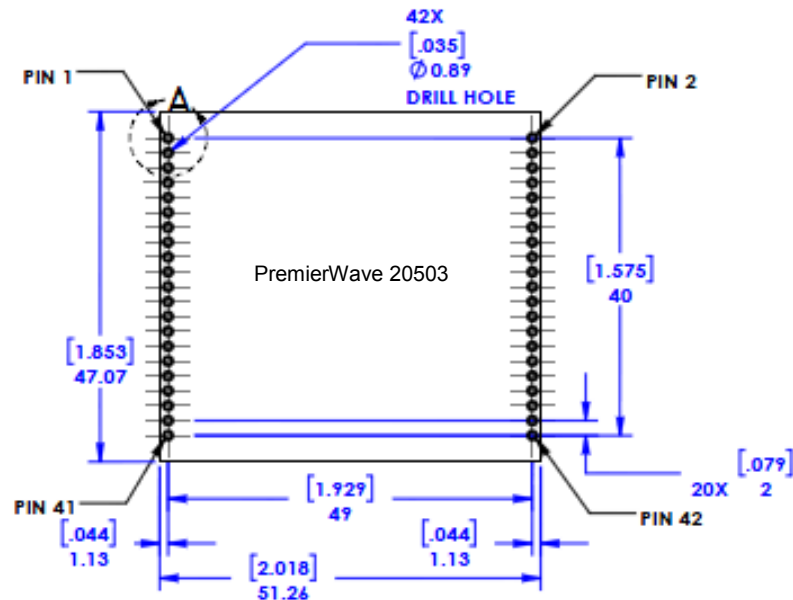 42X
[.035]
Ø 0.89
DRILL HOLE
PIN 1
A
PIN 2
PremierWave 20503
[1.575]
40
[1.853]
47.07
[.079]
20X 2
PIN 41
[1.929]
49
PIN 42
[.044]
1.13
[.044]
1.13
[2.018]
51.26